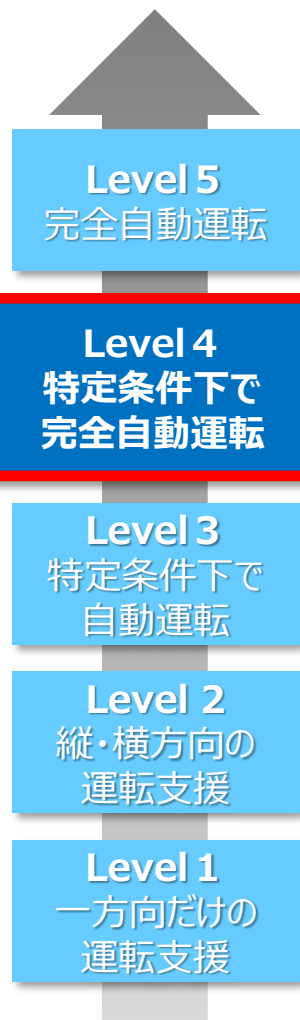 Level 5
完全自動運転
Level 4
特定条件下で
完全自動運転
Level 3
特定条件下で
自動運転
Level 2
縦・横方向の
運転支援
Level 1
一方向だけの
運転支援